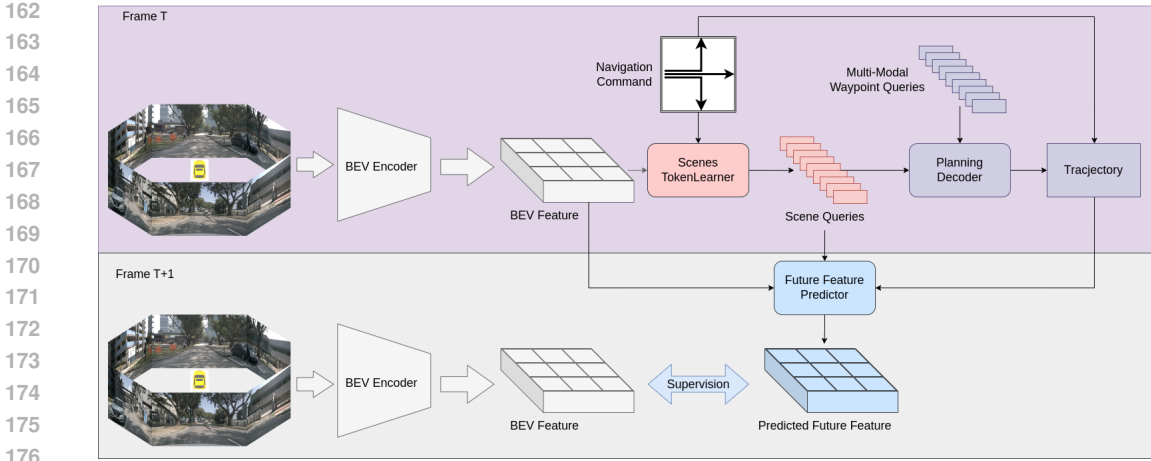 162
163
164
165
166
167
168
169
170
171
172
173
174
175
176
Frame T
Navigation
Command
Multi-Modal
Waypoint Queries
BEV Encoder
BEV Feature
Scenes
TokenLearner
Scene Queries
Planning
Decoder
Tracjectory
Frame T+1
Future Feature
Predictor
BEV Encoder
BEV Feature
Supervision
Predicted Future Feature